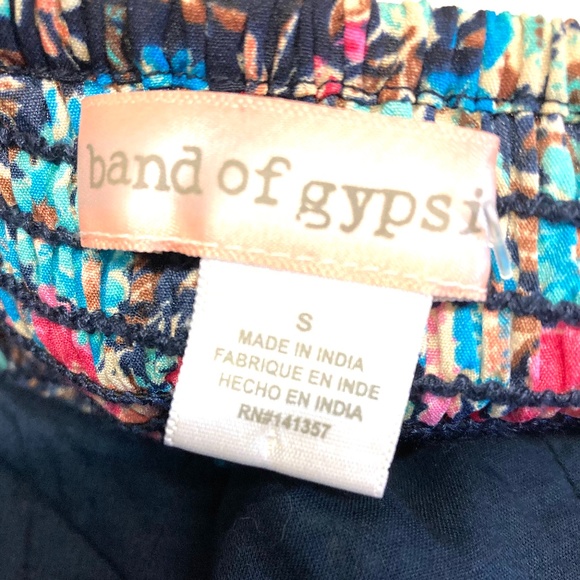 band of gypsi
S
MADE IN INDIA
FABRIQUE EN INDE
HECHO EN INDIA
RN#141357